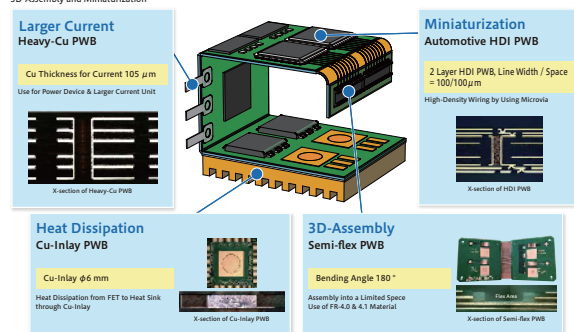 3D-Assembly and Miniaturization
Larger Current
Heavy-Cu PWB
Cu Thickness for Current 105 μm
Use for Power Device & Larger Current Unit
X-section of Heavy-Cu PWB
Miniaturization
Automotive HDI PWB
2 Layer HDI PWB, Line Width / Space
= 100/100μm
High-Density Wiring by Using Microvia
X-section of HDI PWB
Heat Dissipation
Cu-Inlay PWB
Cu-Inlay φ6 mm
Heat Dissipation from FET to Heat Sink
through Cu-Inlay
X-section of Cu-Inlay PWB
3D-Assembly
Semi-flex PWB
Bending Angle 180 °
Assembly into a Limited Spece
Use of FR-4.0 & 4.1 Material
Flex Area
X-section of Semi-flex PWB